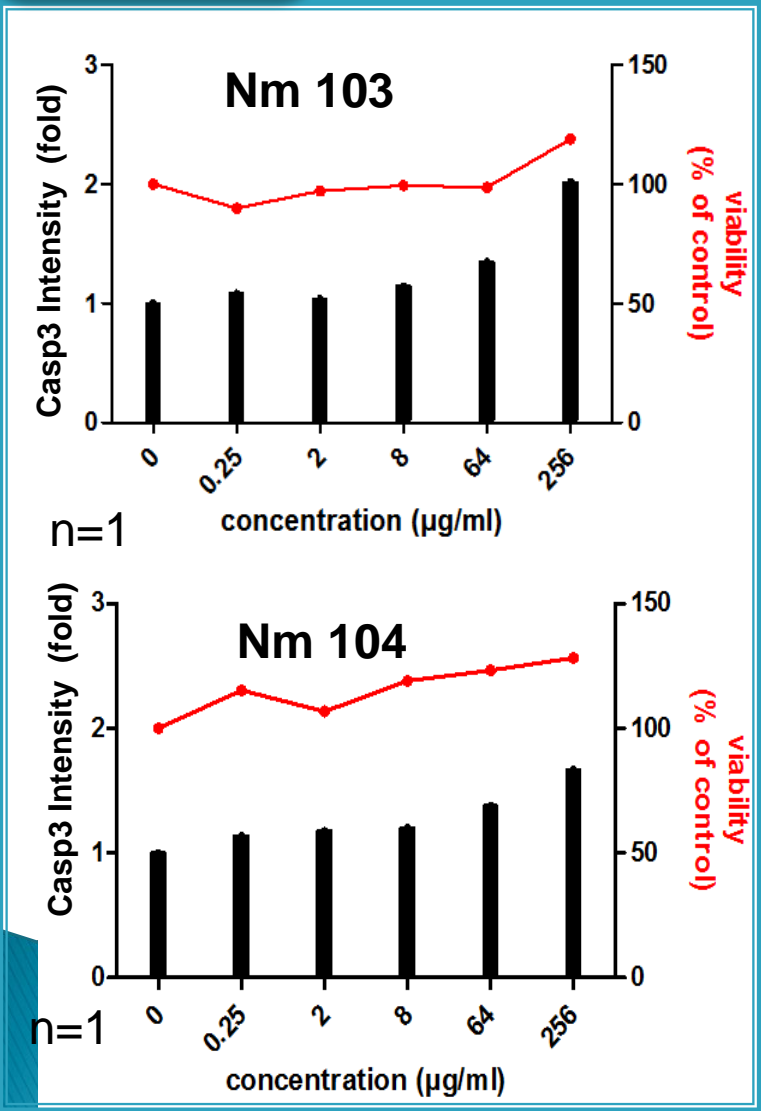 Nm 103
Casp3 Intensity (fold)
3
2
1
0
150
100
50
0
viability
(% of control)
0
0.25
2
8
64
256
concentration (µg/ml)
n=1
Nm 104
Casp3 Intensity (fold)
3
2
1
0
150
100
50
0
viability
(% of control)
0
0.25
2
8
64
256
concentration (µg/ml)
n=1